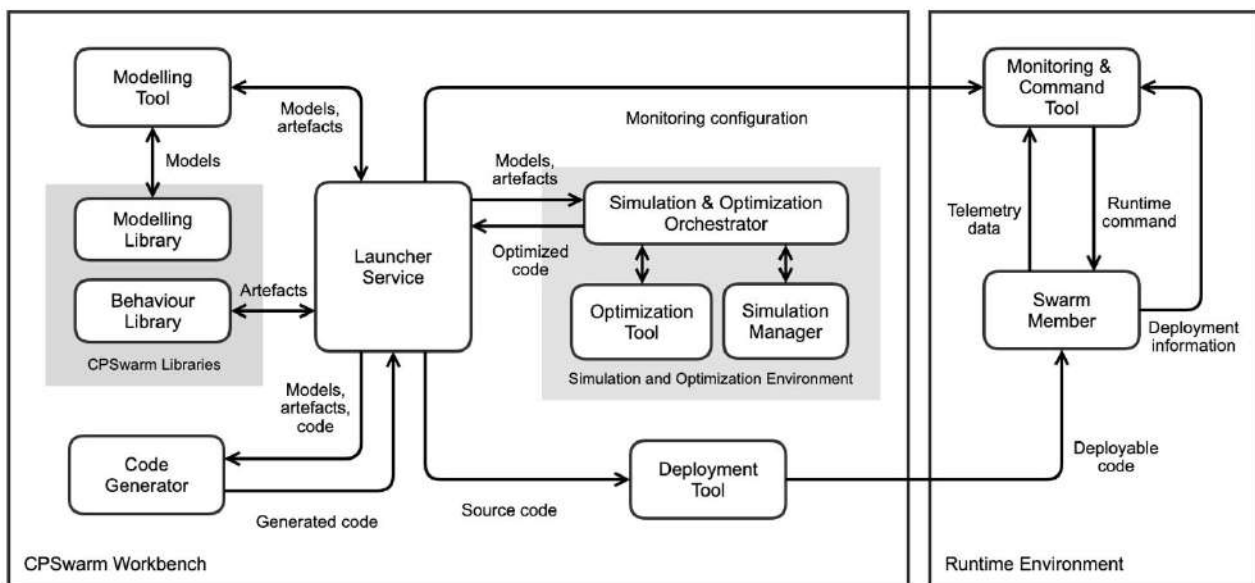 Modelling
Tool
Models,
artefacts
Models
Modelling
Library
Behaviour
Library
CPSwarm Libraries
Artefacts
Launcher
Service
Models,
artefacts
Optimized
code
Monitoring configuration
Simulation & Optimization
Orchestrator
Optimization
Tool
Simulation
Manager
Simulation and Optimization Environment
Models,
artefacts,
code
Code
Generator
Generated code
Source code
Deployment
Tool
CPSwarm Workbench
Monitoring &
Command
Tool
Telemetry
data
Runtime
command
Swarm
Member
Deployment
information
Deployable
code
Runtime Environment